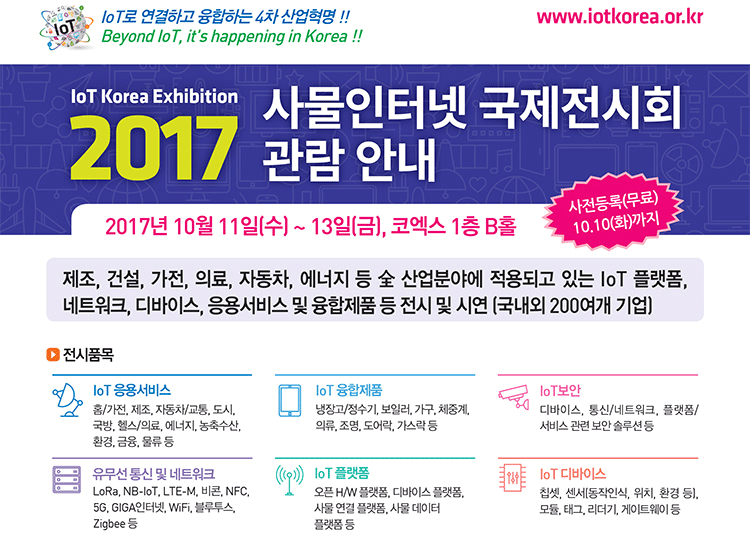 IoT
IoT로 연결하고 융합하는 4차 산업혁명 !!
Beyond IoT, it's happening in Korea !!
www.iotkorea.or.kr
IoT Korea Exhibition
2017
사물인터넷 국제전시회
관람 안내
2017년 10월 11일(수) ~ 13일(금), 코엑스 1층 B홀
사전등록(무료)
10.10(화)까지
제조, 건설, 가전, 의료, 자동차, 에너지 등 全 산업분야에 적용되고 있는 IoT 플랫폼,
네트워크, 디바이스, 응용서비스 및 융합제품 등 전시 및 시연 (국내외 200여개 기업)
전시품목
IoT 응용서비스
홈/가전, 제조, 자동차/교통, 도시,
국방, 헬스/의료, 에너지, 농축수산,
환경, 금융, 물류 등
IoT 융합제품
냉장고/정수기, 보일러, 가구, 체중계,
의류, 조명, 도어락, 가스락 등
IoT보안
디바이스, 통신/네트워크, 플랫폼/
서비스 관련 보안 솔루션 등
유무선 통신 및 네트워크
LoRa, NB-IoT, LTE-M, 비콘, NFC,
5G, GIGA인터넷, WiFi, 블루투스,
Zigbee 등
IoT 플랫폼
오픈 H/W 플랫폼, 디바이스 플랫폼,
사물 연결 플랫폼, 사물 데이터
플랫폼 등
IoT 디바이스
칩셋, 센서(동작인식, 위치, 환경 등),
모듈, 태그, 리더기, 게이트웨이 등